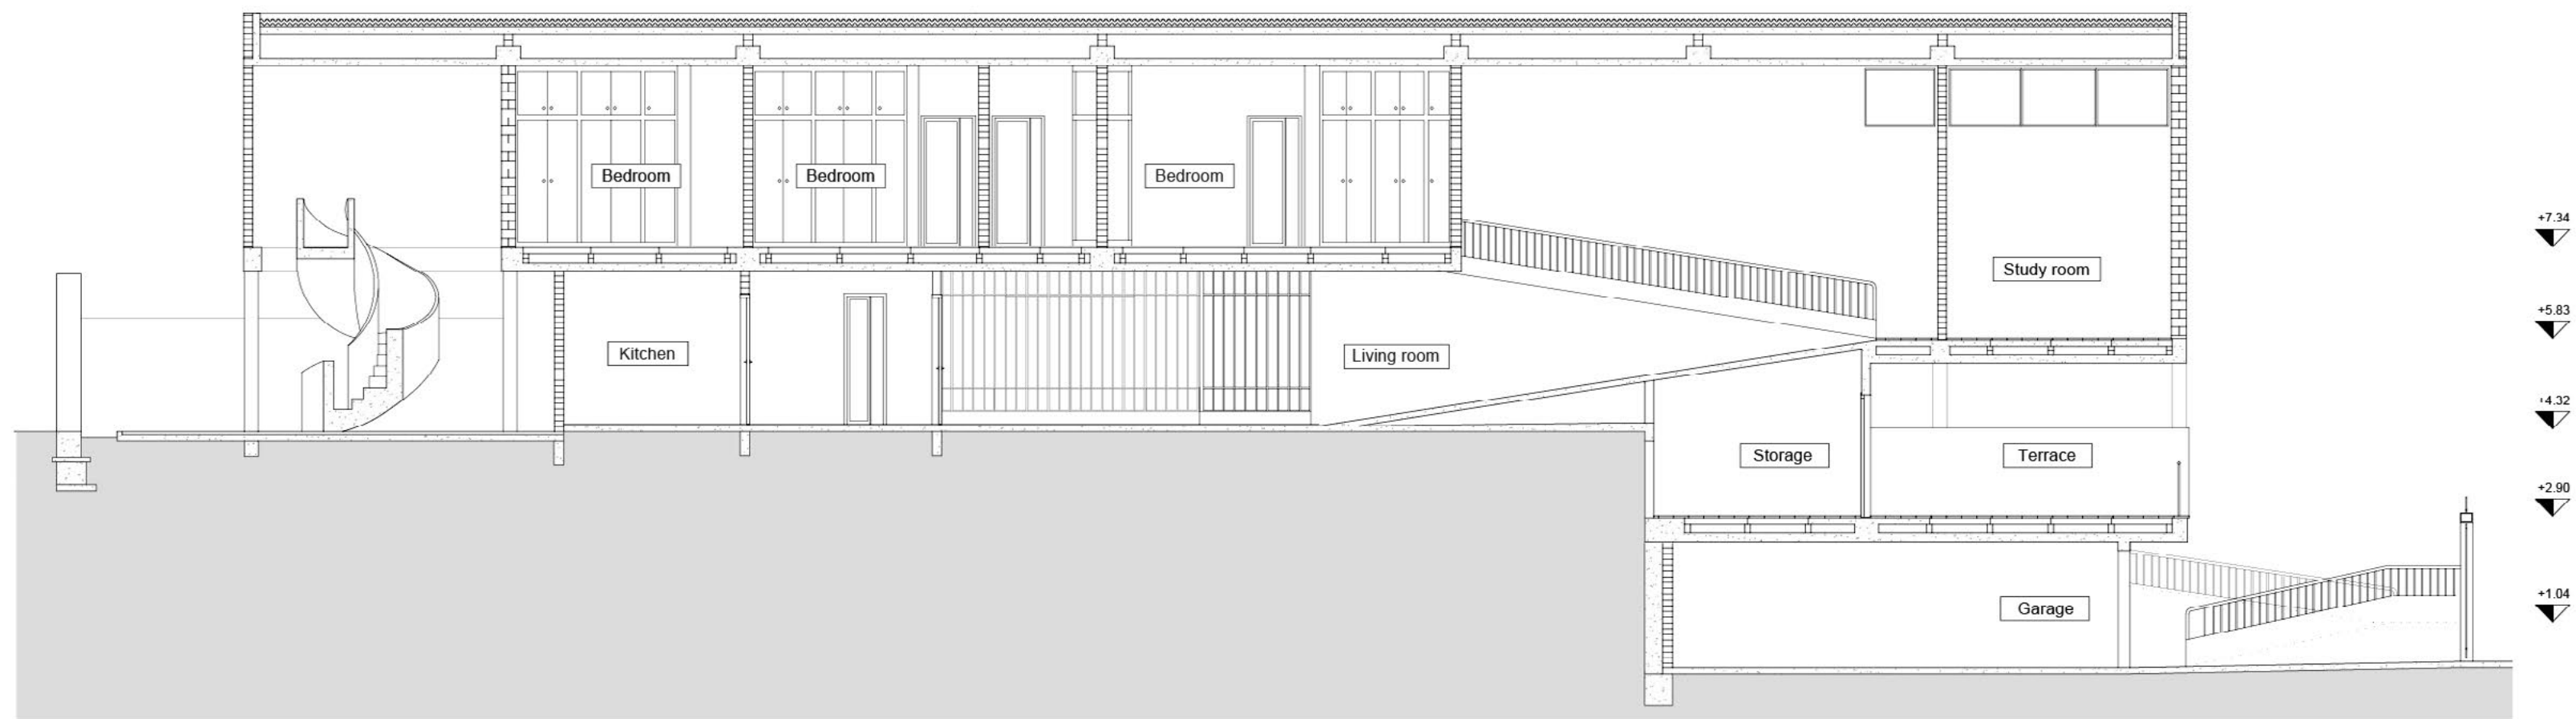 Bedroom
Bedroom
Bedroom
+7.34
Study room
+5.83
Kitchen
Living room
+4.32
Storage
Terrace
+2.90
Garage
+1.04